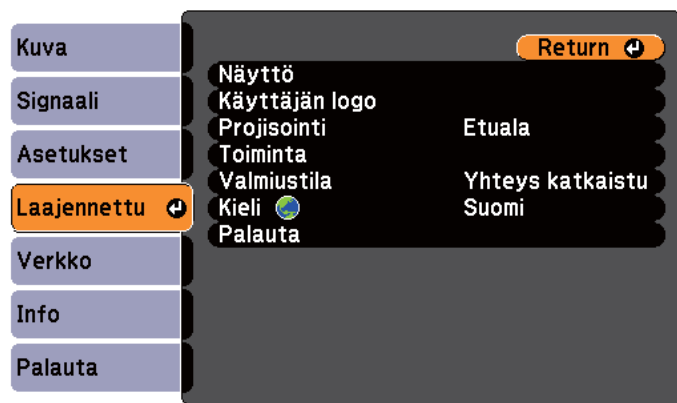 Kuva
Signaali
Asetukset
Laajennettu
Verkko
Info
Palauta
Return
Näyttö
Käyttäjän logo
Projisointi Etuala
Toiminta
Valmiustila Yhteys katkaistu
Kieli Suomi
Palauta